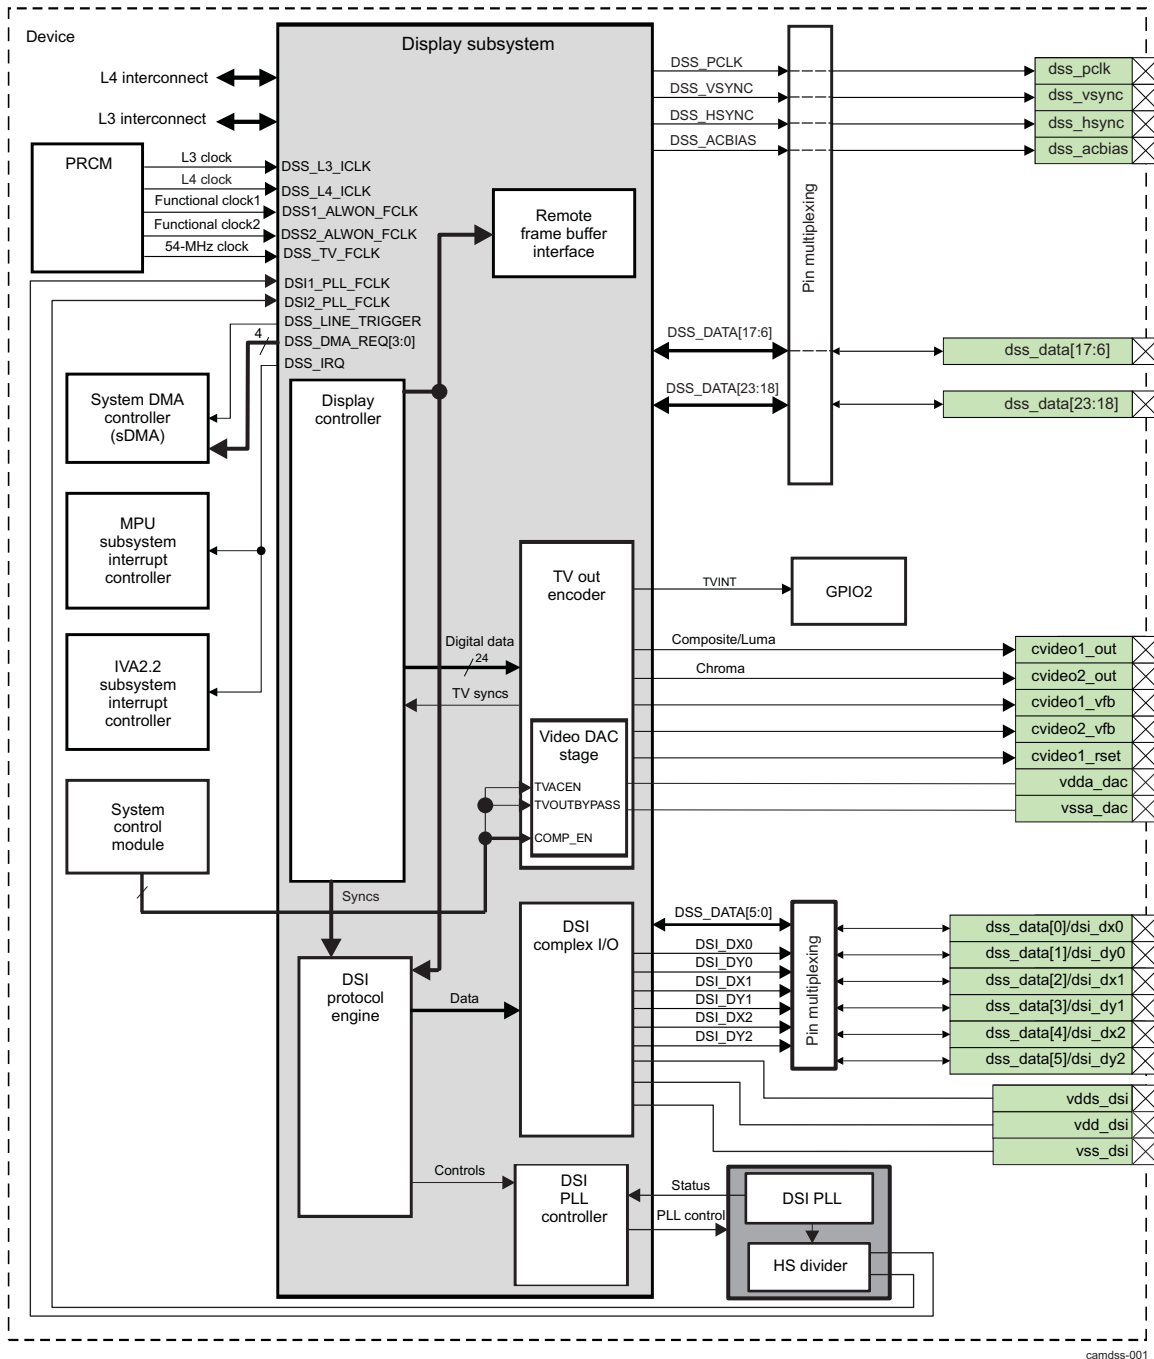 Device
Display subsystem
L4 interconnect
L3 interconnect
PRCM
L3 clock
L4 clock
Functional clock1
Functional clock2
54-MHz clock
DSS_L3_ICLK
DSS_L4_ICLK
DSS1_ALWON_FCLK
DSS2_ALWON_FCLK
DSS_TV_FCLK
DSI1_PLL_FCLK
DSI2_PLL_FCLK
DSS_LINE_TRIGGER
DSS_DMA_REQ[3:0]
DSS_IRQ
4
System DMA
controller
(sDMA)
MPU
subsystem
interrupt
controller
IVA2.2
subsystem
interrupt
controller
System
control
module
Display
controller
Remote
frame buffer
interface
DSS_PCLK
DSS_VSYNC
DSS_HSYNC
DSS_ACBIAS
Pin multiplexing
dss_pclk
dss_vsync
dss_hsync
dss_acbias
DSS_DATA[17:6]
dss_data[17:6]
DSS_DATA[23:18]
dss_data[23:18]
TV out
encoder
TVINT
GPIO2
Digital data
24
TV syncs
Composite/Luma
Chroma
cvideo1_out
cvideo2_out
cvideo1_vfb
cvideo2_vfb
cvideo1_rset
vdda_dac
vssa_dac
Video DAC
stage
TVACEN
TVOUTBYPASS
COMP_EN
Syncs
DSI
protocol
engine
Data
DSI
complex I/O
DSS_DATA[5:0]
DSI_DX0
DSI_DY0
DSI_DX1
DSI_DY1
DSI_DX2
DSI_DY2
Pin multiplexing
dss_data[0]/dsi_dx0
dss_data[1]/dsi_dy0
dss_data[2]/dsi_dx1
dss_data[3]/dsi_dy1
dss_data[4]/dsi_dx2
dss_data[5]/dsi_dy2
vdds_dsi
vdd_dsi
vss_dsi
Controls
DSI
PLL
controller
Status
PLL control
DSI PLL
HS divider
camdss-001